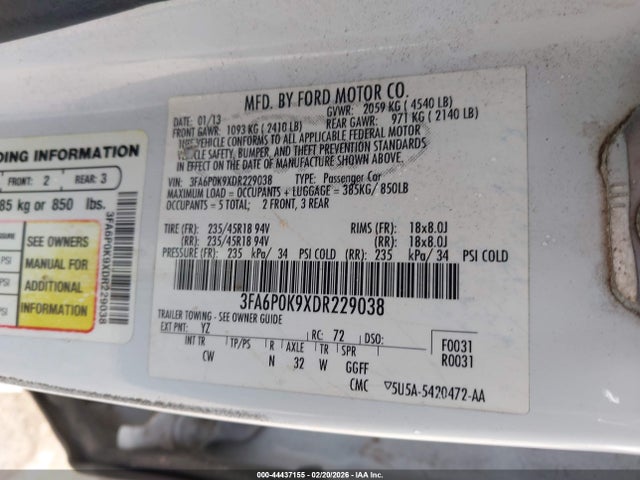 MFD. BY FORD MOTOR CO.
DATE: 01/13 GVWR: 2059 KG ( 4540 LB)
FRONT GAWR: 1093 KG ( 2410 LB) REAR GAWR: 971 KG ( 2140 LB)
THIS VEHICLE CONFORMS TO ALL APPLICABLE FEDERAL MOTOR
VEHICLE SAFETY, BUMPER, AND THEFT PREVENTION STANDARDS
IN EFFECT ON THE DATE OF MANUFACTURE SHOWN ABOVE.
VIN: 3FA6P0K9XDR229038 TYPE: Passenger Car
MAXIMUM LOAD = OCCUPANTS + LUGGAGE = 385KG/ 850LB
OCCUPANTS = 5 TOTAL; 2 FRONT, 3 REAR
TIRE (FR): 235/45R18 94V RIMS (FR): 18x8.0J
(RR): 235/45R18 94V (RR): 18x8.0J
PRESSURE (FR): 235 kPa/ 34 PSI COLD (RR): 235 kPa/ 34 PSI COLD
3FA6P0K9XDR229038
TRAILER TOWING - SEE OWNER GUIDE
EXT PNT: YZ RC: 72 DSO: F0031
R0031
INT TR TP/PS R AXLE TR SPR
CW N 32 W GGFF
CMC ▽5U5A-5420472-AA
DING INFORMATION
FRONT: 2 REAR: 3
85 kg or 850 lbs.
PRESSURE
PSI
PSI
PSI
SEE OWNERS
MANUAL FOR
ADDITIONAL
INFORMATION
3FA6P0K9XDR229038
000-44437155 - 02/20/2026 - IAAI.com